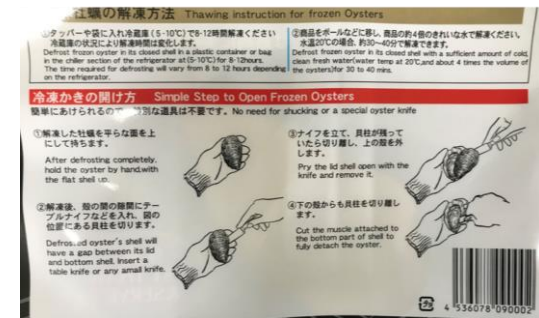 牡蠣の解凍方法 Thawing instruction for frozen Oysters
①タッパーや袋に入れ冷蔵庫(5-10℃)で8-12時間解凍ください
冷蔵庫の状況により解凍時間は変化します。
Defrost frozen oyster in its closed shell in a plastic container or bag
in the chiller section of the refrigerator at(5-10℃) for 8-12hours.
The time required for defrosting will vary from 8 to 12 hours depending
on the refrigerator.
②商品をボールなどに移し、商品の約4倍のきれいな水で解凍ください。
水温20℃の場合、約30~40分で解凍できます。
Defrost frozen oyster in its closed shell with a sufficient amount of cold,
clean fresh water(water temp at 20℃,and about 4 times the volume of
the oysters)for 30 to 40 mins.
冷凍かきの開け方 Simple Step to Open Frozen Oysters
簡単にあけられるので 特別な道具は不要です。 No need for shucking or a special oyster knife
①解凍した牡蠣を平らな面を上
にして持ちます。
After defrosting completely,
hold the oyster by hand,with
the flat shell up.
②解凍後、殻の間の隙間にテー
ブルナイフなどを入れ、図の
位置にある貝柱を切ります。
Defrosted oyster's shell will
have a gap between its lid
and bottom shell. Insert a
table knife or any amall knife.
③ナイフを立て、貝柱が残って
いたら切り離し、上の殻を外
します。
Pry the lid shell open with the
knife and remove it.
④下の殻からも貝柱を切り離し
ます。
Cut the muscle attached to
the bottom part of shell to
fully detach the oyster.
プラ
4 536078 090002